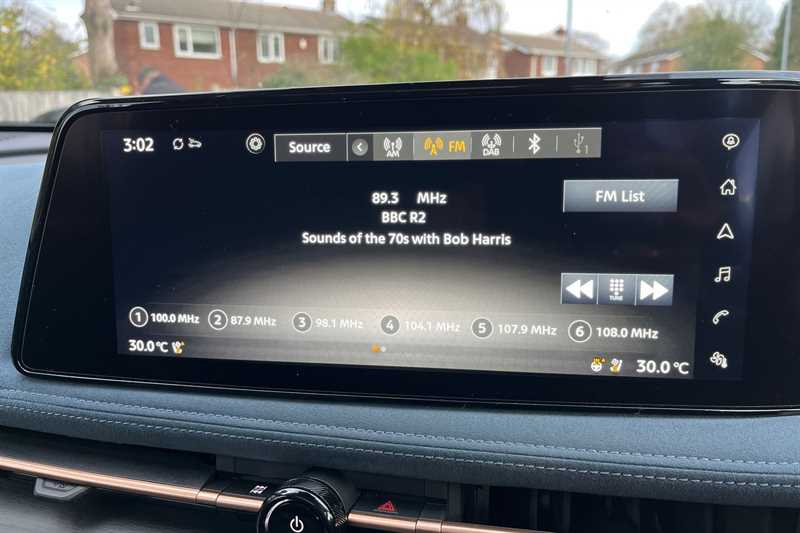 3:02
Source AM A FM DAB 1
89.3 MHz
FM List
BBC R2
Sounds of the 70s with Bob Harris
TUNE
1 100.0 MHz 2 87.9 MHz 3 98.1 MHz 4 104.1 MHz 5 107.9 MHz 6 108.0 MHz
30.0°C 30.0°C